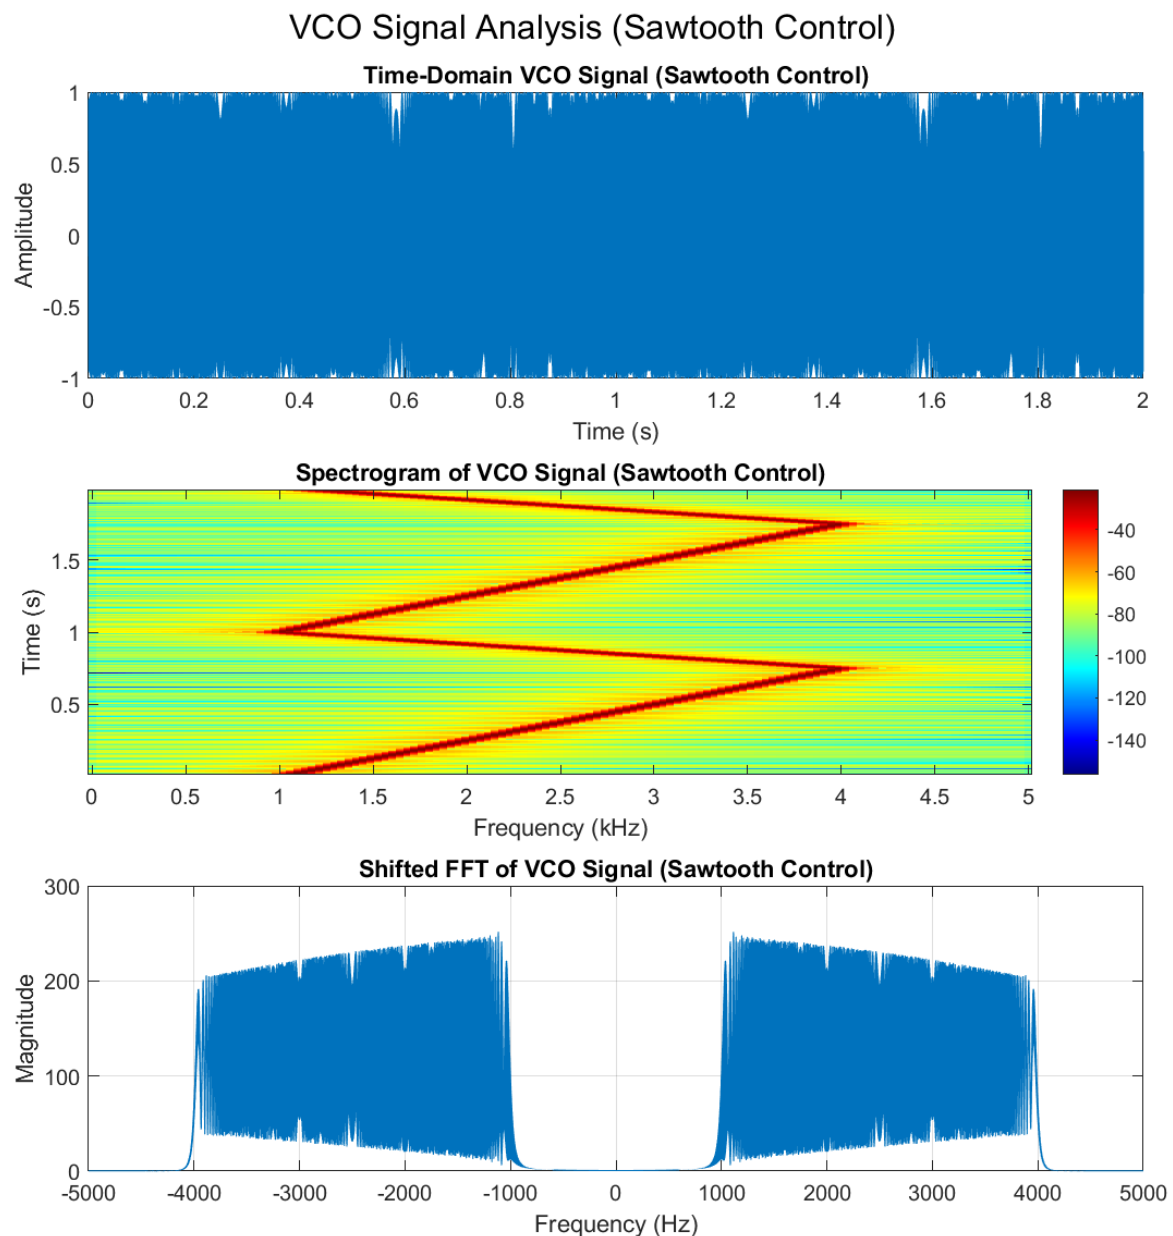 VCO Signal Analysis (Sawtooth Control)
Time-Domain VCO Signal (Sawtooth Control)
1
0.5
0
-0.5
-1
Amplitude
0 0.2 0.4 0.6 0.8 1 1.2 1.4 1.6 1.8 2
Time (s)
Spectrogram of VCO Signal (Sawtooth Control)
1.5
1
0.5
Time (s)
-40
-60
-80
-100
-120
-140
0 0.5 1 1.5 2 2.5 3 3.5 4 4.5 5
Frequency (kHz)
Shifted FFT of VCO Signal (Sawtooth Control)
300
200
100
0
Magnitude
-5000 -4000 -3000 -2000 -1000 0 1000 2000 3000 4000 5000
Frequency (Hz)